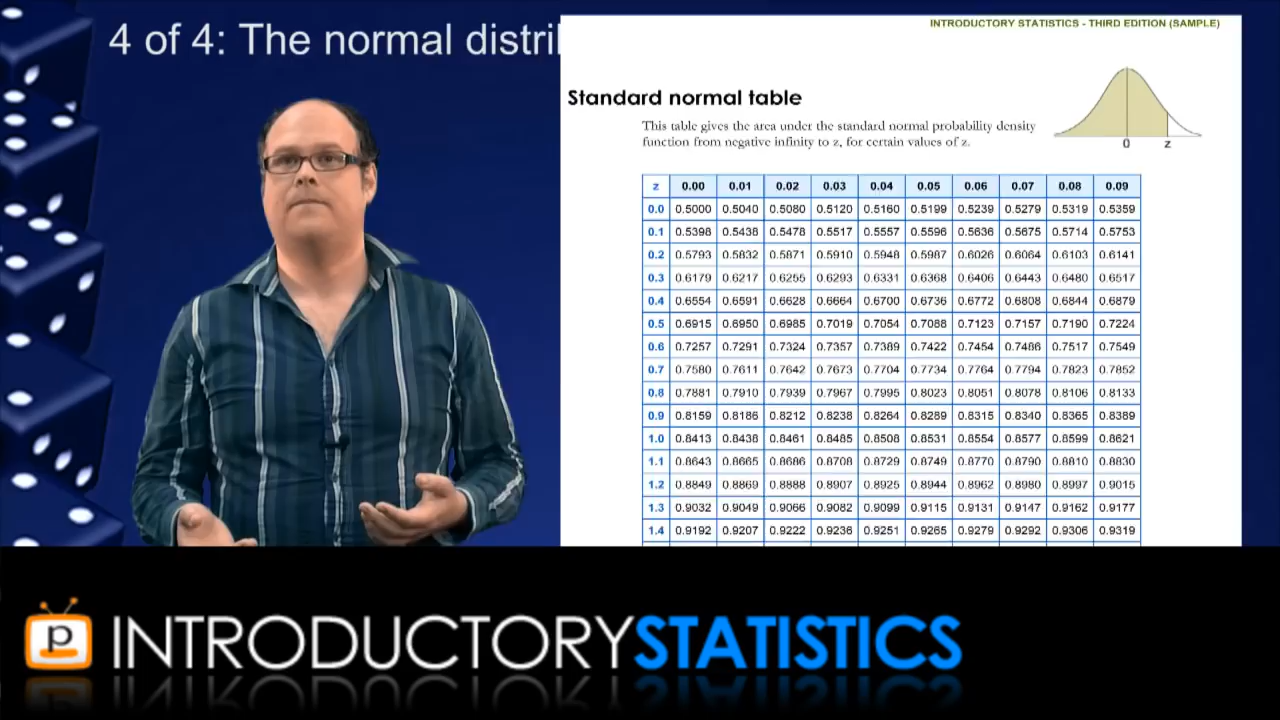 4 of 4: The normal distri
INTRODUCTORY STATISTICS - THIRD EDITION (SAMPLE)
Standard normal table
This table gives the area under the standard normal probability density
function from negative infinity to z, for certain values of z.
0 z
z 0.00 0.01 0.02 0.03 0.04 0.05 0.06 0.07 0.08 0.09
0.0 0.5000 0.5040 0.5080 0.5120 0.5160 0.5199 0.5239 0.5279 0.5319 0.5359
0.1 0.5398 0.5438 0.5478 0.5517 0.5557 0.5596 0.5636 0.5675 0.5714 0.5753
0.2 0.5793 0.5832 0.5871 0.5910 0.5948 0.5987 0.6026 0.6064 0.6103 0.6141
0.3 0.6179 0.6217 0.6255 0.6293 0.6331 0.6368 0.6406 0.6443 0.6480 0.6517
0.4 0.6554 0.6591 0.6628 0.6664 0.6700 0.6736 0.6772 0.6808 0.6844 0.6879
0.5 0.6915 0.6950 0.6985 0.7019 0.7054 0.7088 0.7123 0.7157 0.7190 0.7224
0.6 0.7257 0.7291 0.7324 0.7357 0.7389 0.7422 0.7454 0.7486 0.7517 0.7549
0.7 0.7580 0.7611 0.7642 0.7673 0.7704 0.7734 0.7764 0.7794 0.7823 0.7852
0.8 0.7881 0.7910 0.7939 0.7967 0.7995 0.8023 0.8051 0.8078 0.8106 0.8133
0.9 0.8159 0.8186 0.8212 0.8238 0.8264 0.8289 0.8315 0.8340 0.8365 0.8389
1.0 0.8413 0.8438 0.8461 0.8485 0.8508 0.8531 0.8554 0.8577 0.8599 0.8621
1.1 0.8643 0.8665 0.8686 0.8708 0.8729 0.8749 0.8770 0.8790 0.8810 0.8830
1.2 0.8849 0.8869 0.8888 0.8907 0.8925 0.8944 0.8962 0.8980 0.8997 0.9015
1.3 0.9032 0.9049 0.9066 0.9082 0.9099 0.9115 0.9131 0.9147 0.9162 0.9177
1.4 0.9192 0.9207 0.9222 0.9236 0.9251 0.9265 0.9279 0.9292 0.9306 0.9319
p INTRODUCTORYSTATISTICS